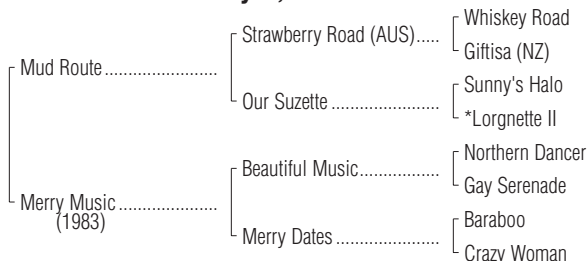 Whiskey Road
Strawberry Road (AUS).....
Giftisa (NZ)
Mud Route........................
Sunny's Halo
Our Suzette.......................
*Lorgnette II
Northern Dancer
Beautiful Music.................
Gay Serenade
Merry Music.....................
(1983)
Baraboo
Merry Dates......................
Crazy Woman